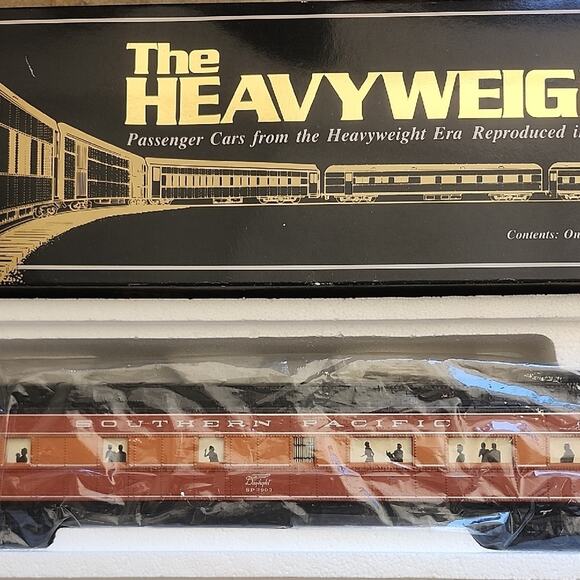 The
HEAVYWEIG
Passenger Cars from the Heavyweight Era Reproduced i
Contents: On
SOUTHERN PACIFIC
Daylight